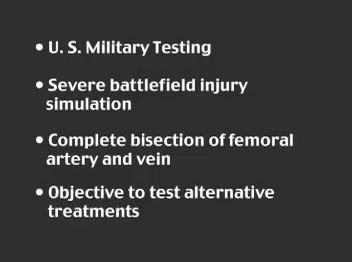 • U. S. Military Testing
• Severe battlefield injury
simulation
• Complete bisection of femoral
artery and vein
• Objective to test alternative
treatments